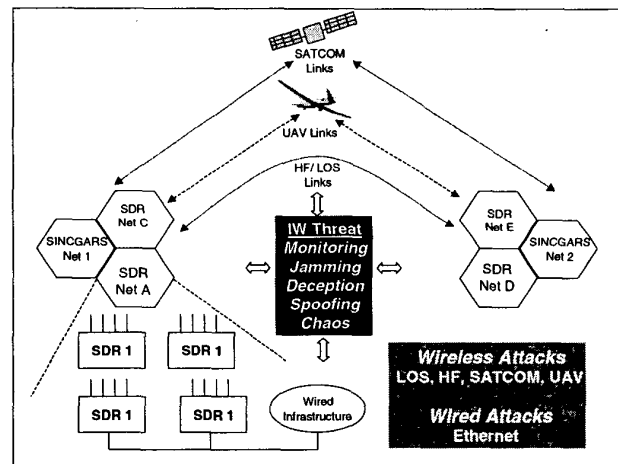 SATCOM
Links
UAV Links
HF/ LOS
Links
SDR
Net C
SINCGARS
Net 1
SDR
Net A
IW Threat
Monitoring
Jamming
Deception
Spoofing
Chaos
SDR
Net E
SINCGARS
Net 2
SDR
Net D
SDR 1
SDR 1
SDR 1
SDR 1
Wired
Infrastructure
Wireless Attacks
LOS, HF, SATCOM, UAV
Wired Attacks
Ethernet